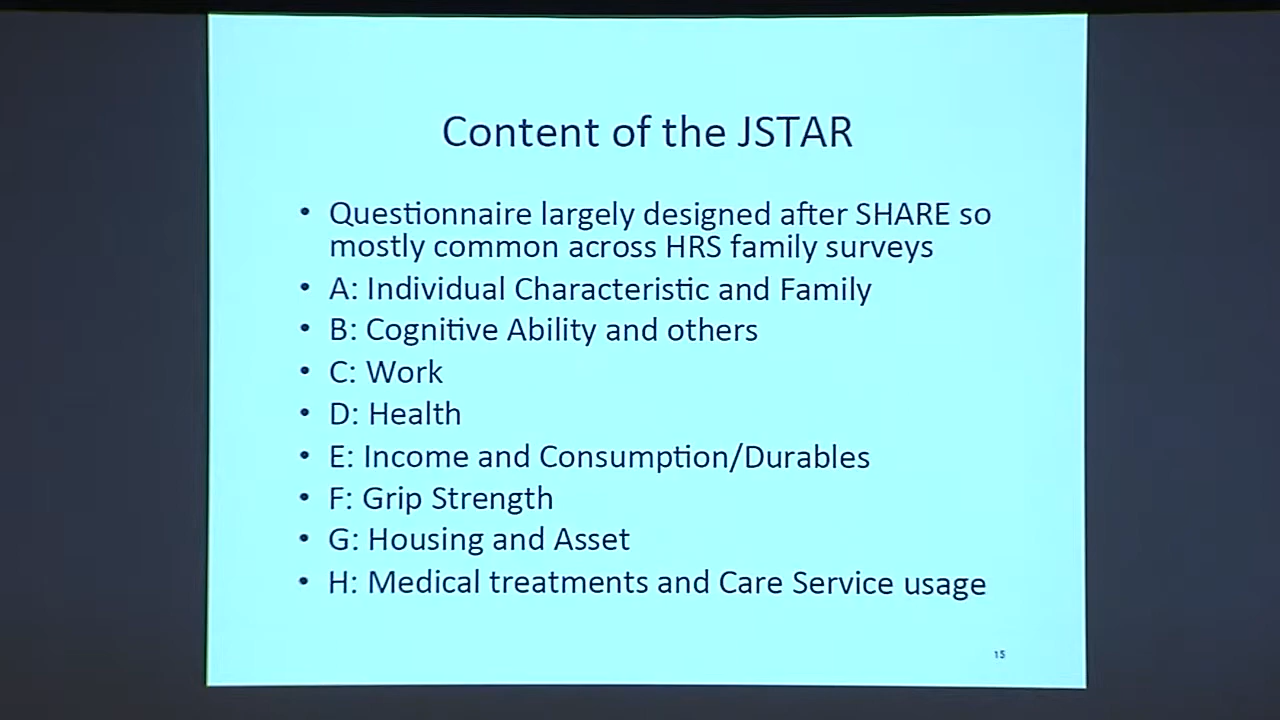 Content of the JSTAR
• Questionnaire largely designed after SHARE so
mostly common across HRS family surveys
• A: Individual Characteristic and Family
• B: Cognitive Ability and others
• C: Work
• D: Health
• E: Income and Consumption/Durables
• F: Grip Strength
• G: Housing and Asset
• H: Medical treatments and Care Service usage
15